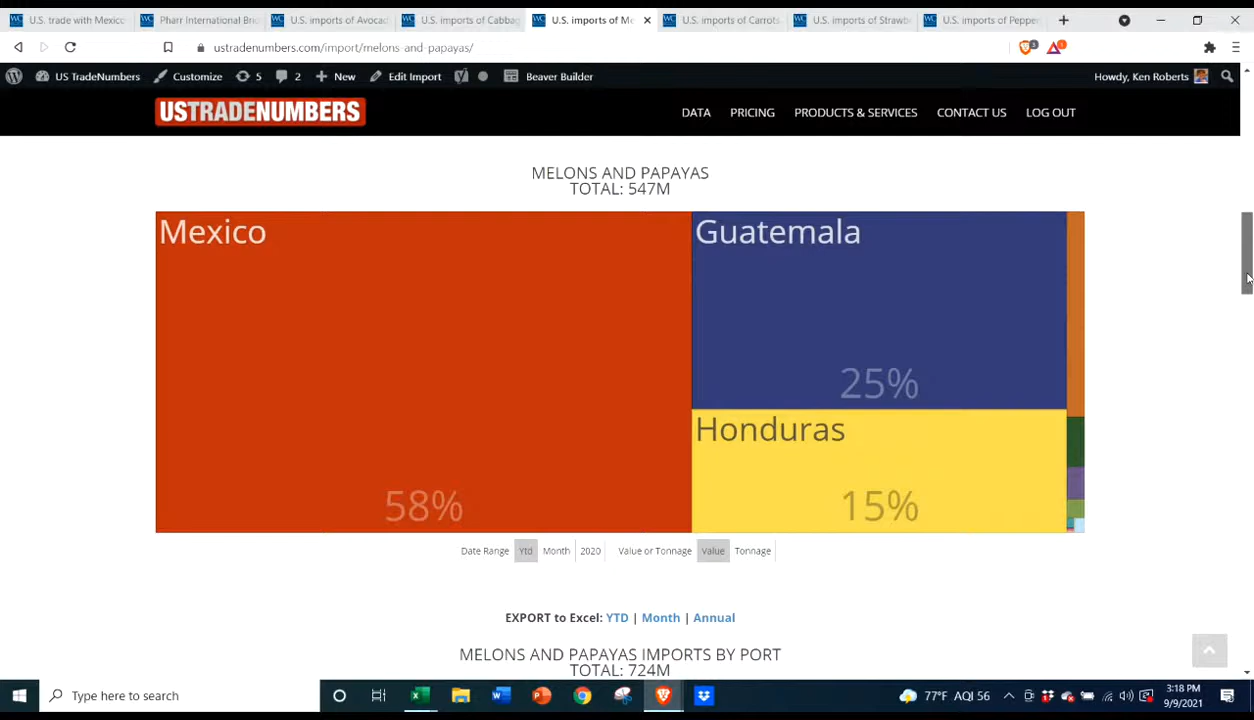 U.S. trade with Mexico
Pharr International Bri
U.S. imports of Avocad
U.S. imports of Cabbag
U.S. imports of Me
U.S. imports of Carrots
U.S. imports of Strawb
U.S. imports of Pepper
ustradenumbers.com/import/melons-and-papayas/
US TradeNumbers
Customize
5
2
New
Edit Import
Beaver Builder
Howdy, Ken Roberts
USTRADENUMBERS
DATA
PRICING
PRODUCTS & SERVICES
CONTACT US
LOG OUT
MELONS AND PAPAYAS
TOTAL: 547M
Mexico
58%
Guatemala
25%
Honduras
15%
Date Range Ytd Month 2020 Value or Tonnage Value Tonnage
EXPORT to Excel: YTD | Month | Annual
MELONS AND PAPAYAS IMPORTS BY PORT
TOTAL: 724M
Type here to search
77°F AQI 56
3:18 PM
9/9/2021